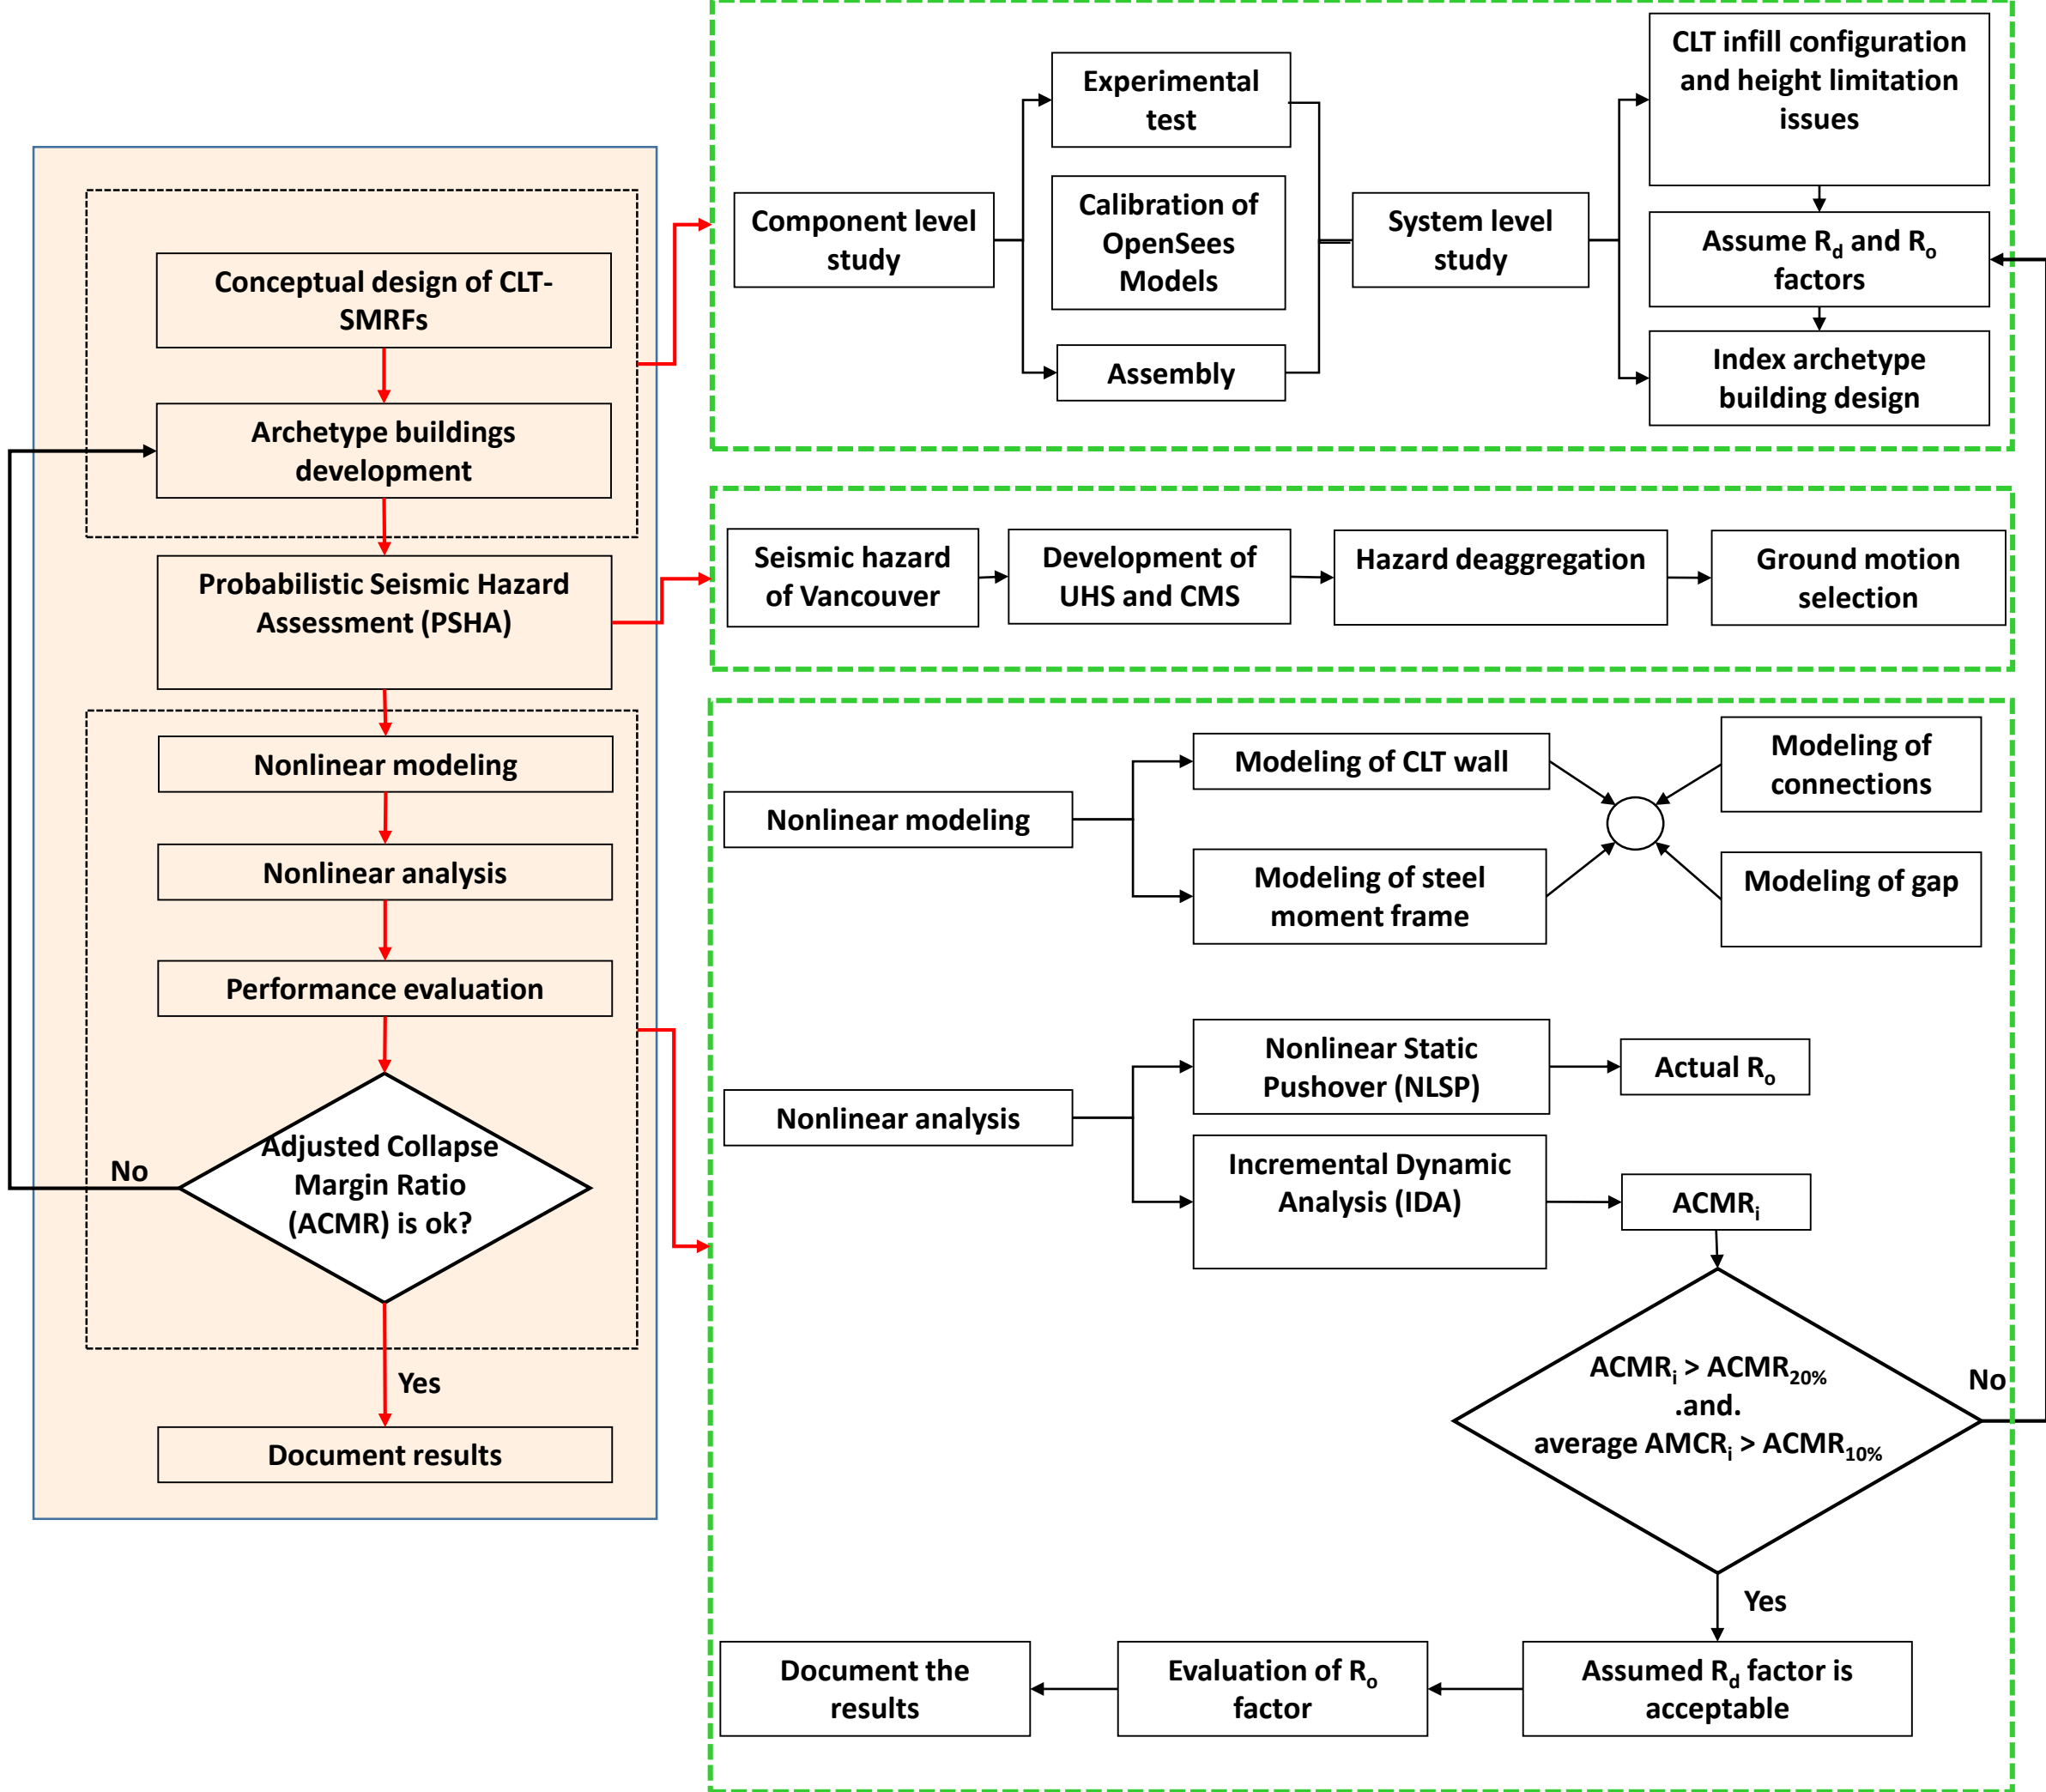 Conceptual design of CLT-
SMRFs
Archetype buildings
development
Probabilistic Seismic Hazard
Assessment (PSHA)
Nonlinear modeling
Nonlinear analysis
Performance evaluation
Adjusted Collapse
Margin Ratio
(ACMR) is ok?
No
Yes
Document results
Component level
study
Experimental
test
Calibration of
OpenSees
Models
Assembly
System level
study
CLT infill configuration
and height limitation
issues
Assume Rd and Ro
factors
Index archetype
building design
Seismic hazard
of Vancouver
Development of
UHS and CMS
Hazard deaggregation
Ground motion
selection
Nonlinear modeling
Modeling of CLT wall
Modeling of steel
moment frame
Modeling of
connections
Modeling of gap
Nonlinear analysis
Nonlinear Static
Pushover (NLSP)
Actual Ro
Incremental Dynamic
Analysis (IDA)
ACMRi
ACMRi > ACMR20%
.and.
average AMCRi > ACMR10%
No
Yes
Assumed Rd factor is
acceptable
Evaluation of Ro
factor
Document the
results